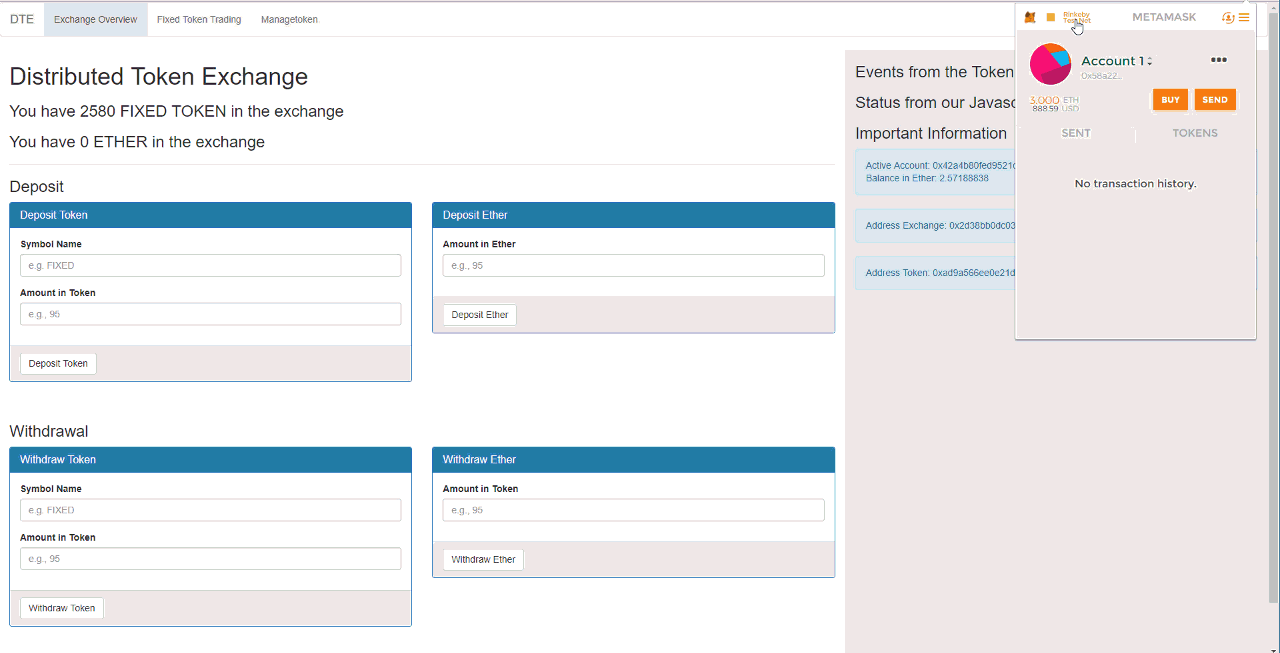 DTE Exchange Overview Fixed Token Trading Managetoken
Distributed Token Exchange
You have 2580 FIXED TOKEN in the exchange
You have 0 ETHER in the exchange
Deposit
Deposit Token
Symbol Name
e.g. FIXED
Amount in Token
e.g., 95
Deposit Token
Deposit Ether
Amount in Ether
e.g., 95
Deposit Ether
Withdrawal
Withdraw Token
Symbol Name
e.g. FIXED
Amount in Token
e.g., 95
Withdraw Token
Withdraw Ether
Amount in Token
e.g., 95
Withdraw Ether
Events from the Token
Status from our Javasc
Important Information
Active Account: 0x42a4b80fed9521
Balance in Ether: 2.57188838
Address Exchange: 0x2d38bb0dc03
Address Token: 0xad9a566ee0e21d
Rinkeby
Test Net
METAMASK
Account 1
0x58a22..
3.000 ETH
888.59 USD
BUY SEND
SENT TOKENS
No transaction history.